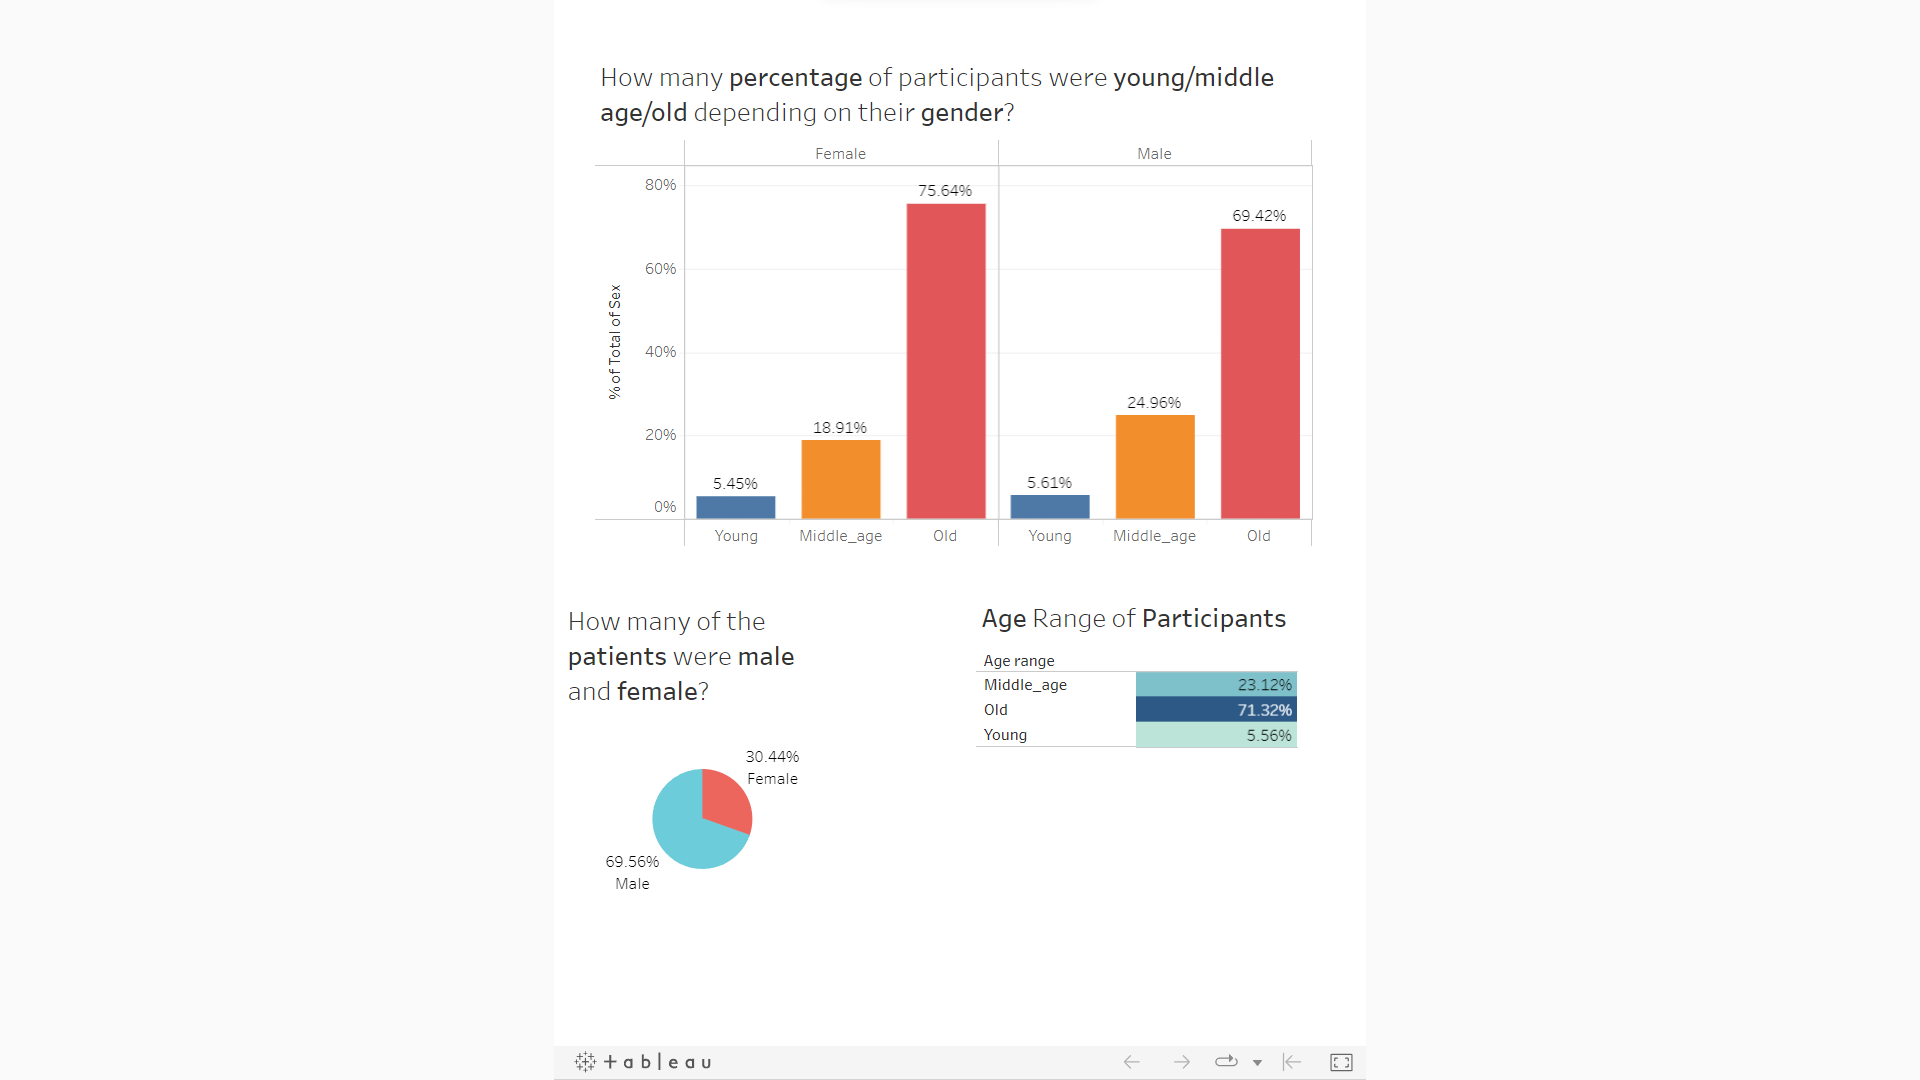 How many percentage of participants were young/middle
age/old depending on their gender?
Female
Male
80%
60%
40%
20%
0%
% of Total of Sex
75.64%
69.42%
24.96%
18.91%
5.45%
5.61%
Young
Middle_age
Old
Young
Middle_age
Old
How many of the
patients were male
and female?
30.44%
Female
69.56%
Male
Age Range of Participants
Age range
Middle_age 23.12%
Old 71.32%
Young 5.56%
+ableau